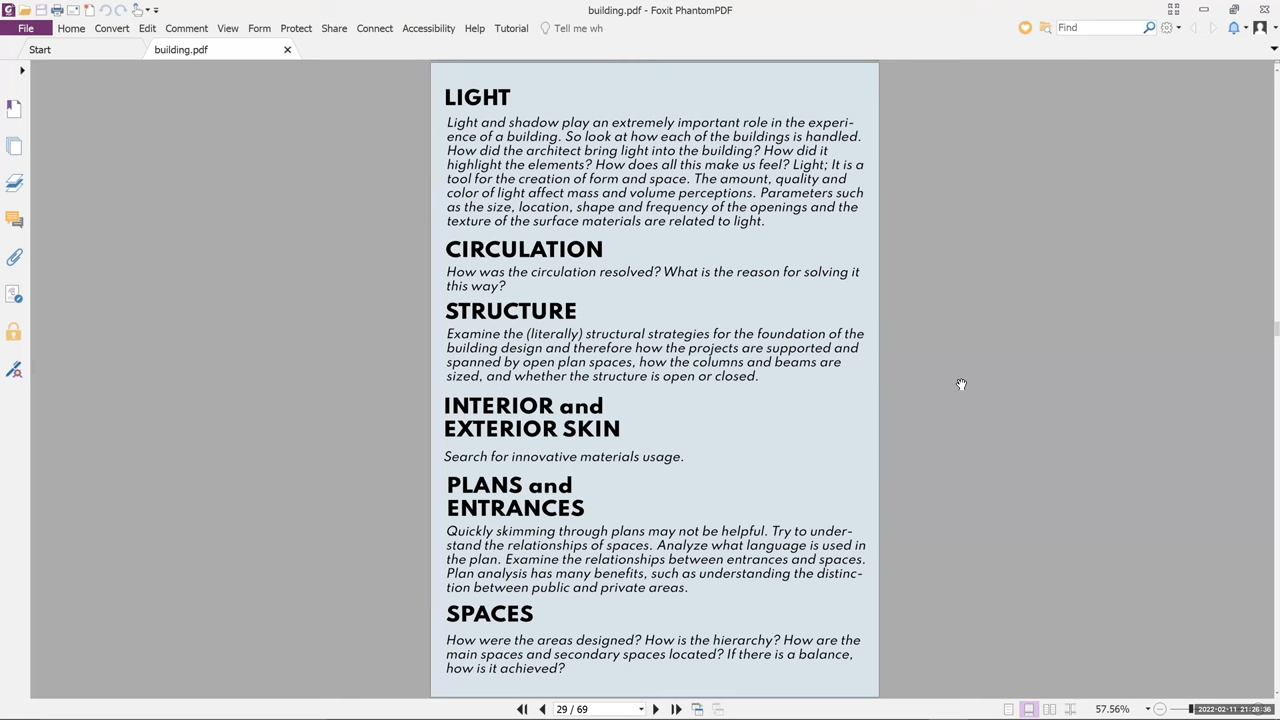 building.pdf - Foxit PhantomPDF
File Home Convert Edit Comment View Form Protect Share Connect Accessibility Help Tutorial Tell me wh Find
Start building.pdf
LIGHT
Light and shadow play an extremely important role in the experi-
ence of a building. So look at how each of the buildings is handled.
How did the architect bring light into the building? How did it
highlight the elements? How does all this make us feel? Light; It is a
tool for the creation of form and space. The amount, quality and
color of light affect mass and volume perceptions. Parameters such
as the size, location, shape and frequency of the openings and the
texture of the surface materials are related to light.
CIRCULATION
How was the circulation resolved? What is the reason for solving it
this way?
STRUCTURE
Examine the (literally) structural strategies for the foundation of the
building design and therefore how the projects are supported and
spanned by open plan spaces, how the columns and beams are
sized, and whether the structure is open or closed.
INTERIOR and
EXTERIOR SKIN
Search for innovative materials usage.
PLANS and
ENTRANCES
Quickly skimming through plans may not be helpful. Try to under-
stand the relationships of spaces. Analyze what language is used in
the plan. Examine the relationships between entrances and spaces.
Plan analysis has many benefits, such as understanding the distinc-
tion between public and private areas.
SPACES
How were the areas designed? How is the hierarchy? How are the
main spaces and secondary spaces located? If there is a balance,
how is it achieved?
29 / 69 57.56% 2022-02-11 21:26:36